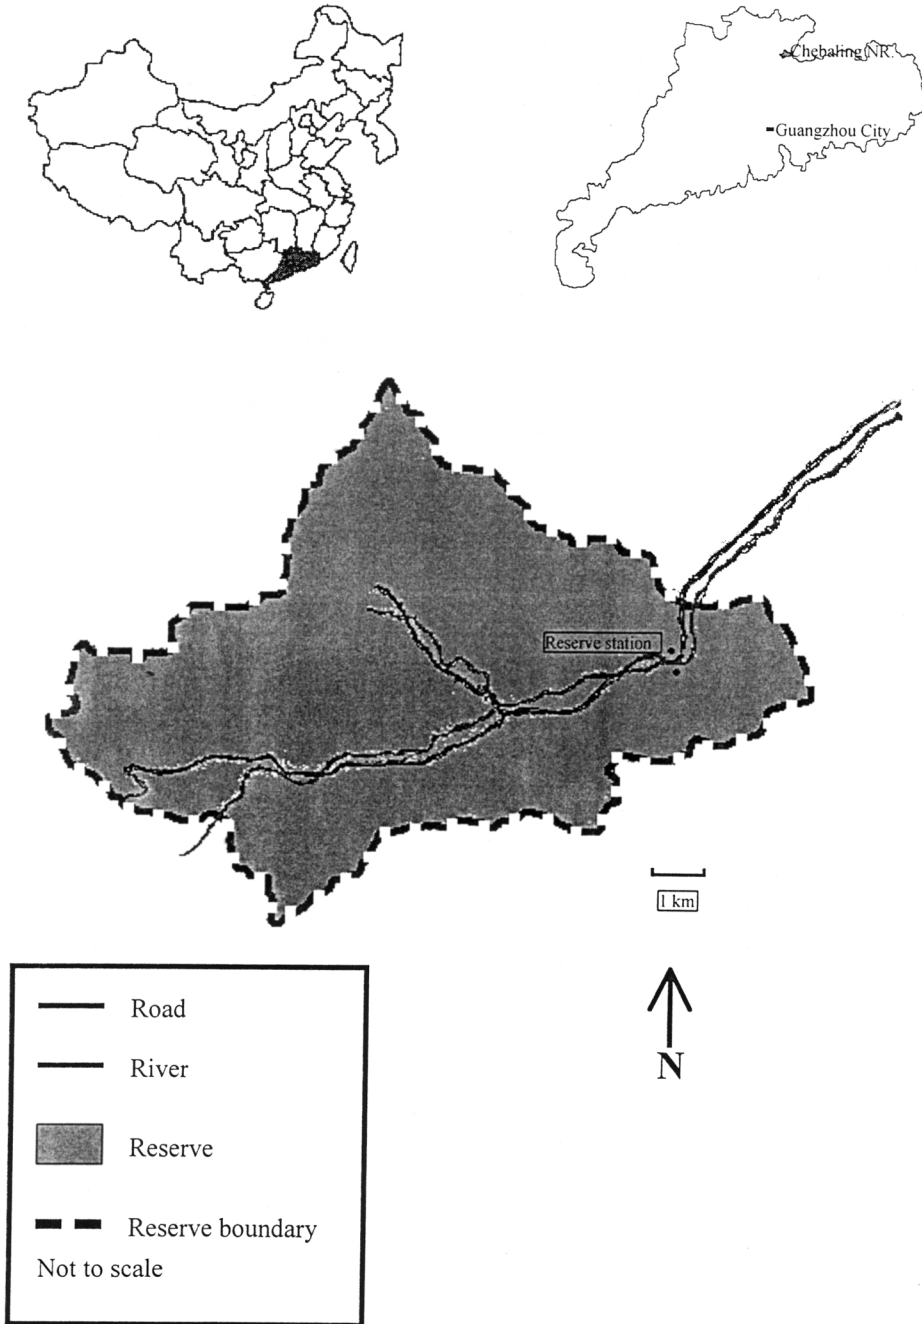 Chebaling NR.
Guangzhou City
Reserve station
1 km
N
Road
River
Reserve
Reserve boundary
Not to scale